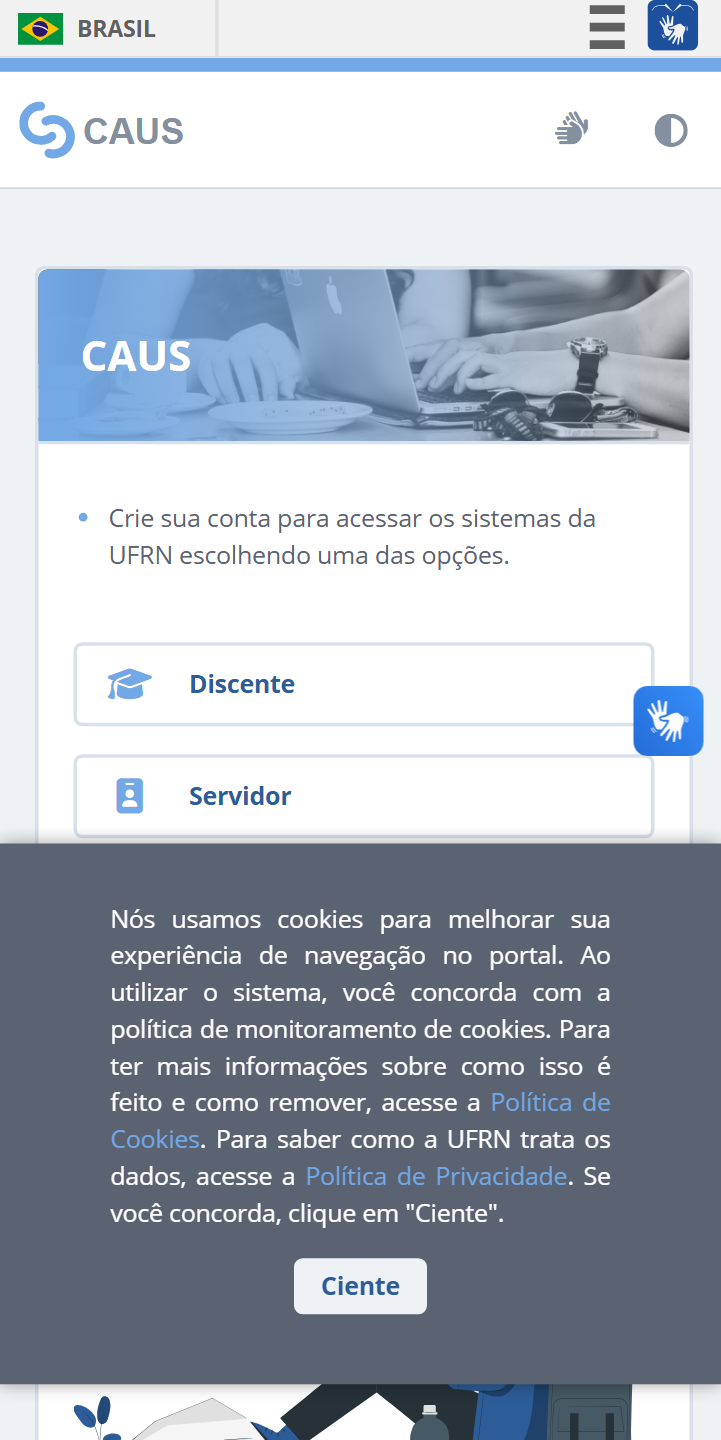 BRASIL
CAUS
CAUS
Crie sua conta para acessar os sistemas da
UFRN escolhendo uma das opções.
Discente
Servidor
Nós usamos cookies para melhorar sua
experiência de navegação no portal. Ao
utilizar o sistema, você concorda com a
política de monitoramento de cookies. Para
ter mais informações sobre como isso é
feito e como remover, acesse a Política de
Cookies. Para saber como a UFRN trata os
dados, acesse a Política de Privacidade. Se
você concorda, clique em "Ciente".
Ciente